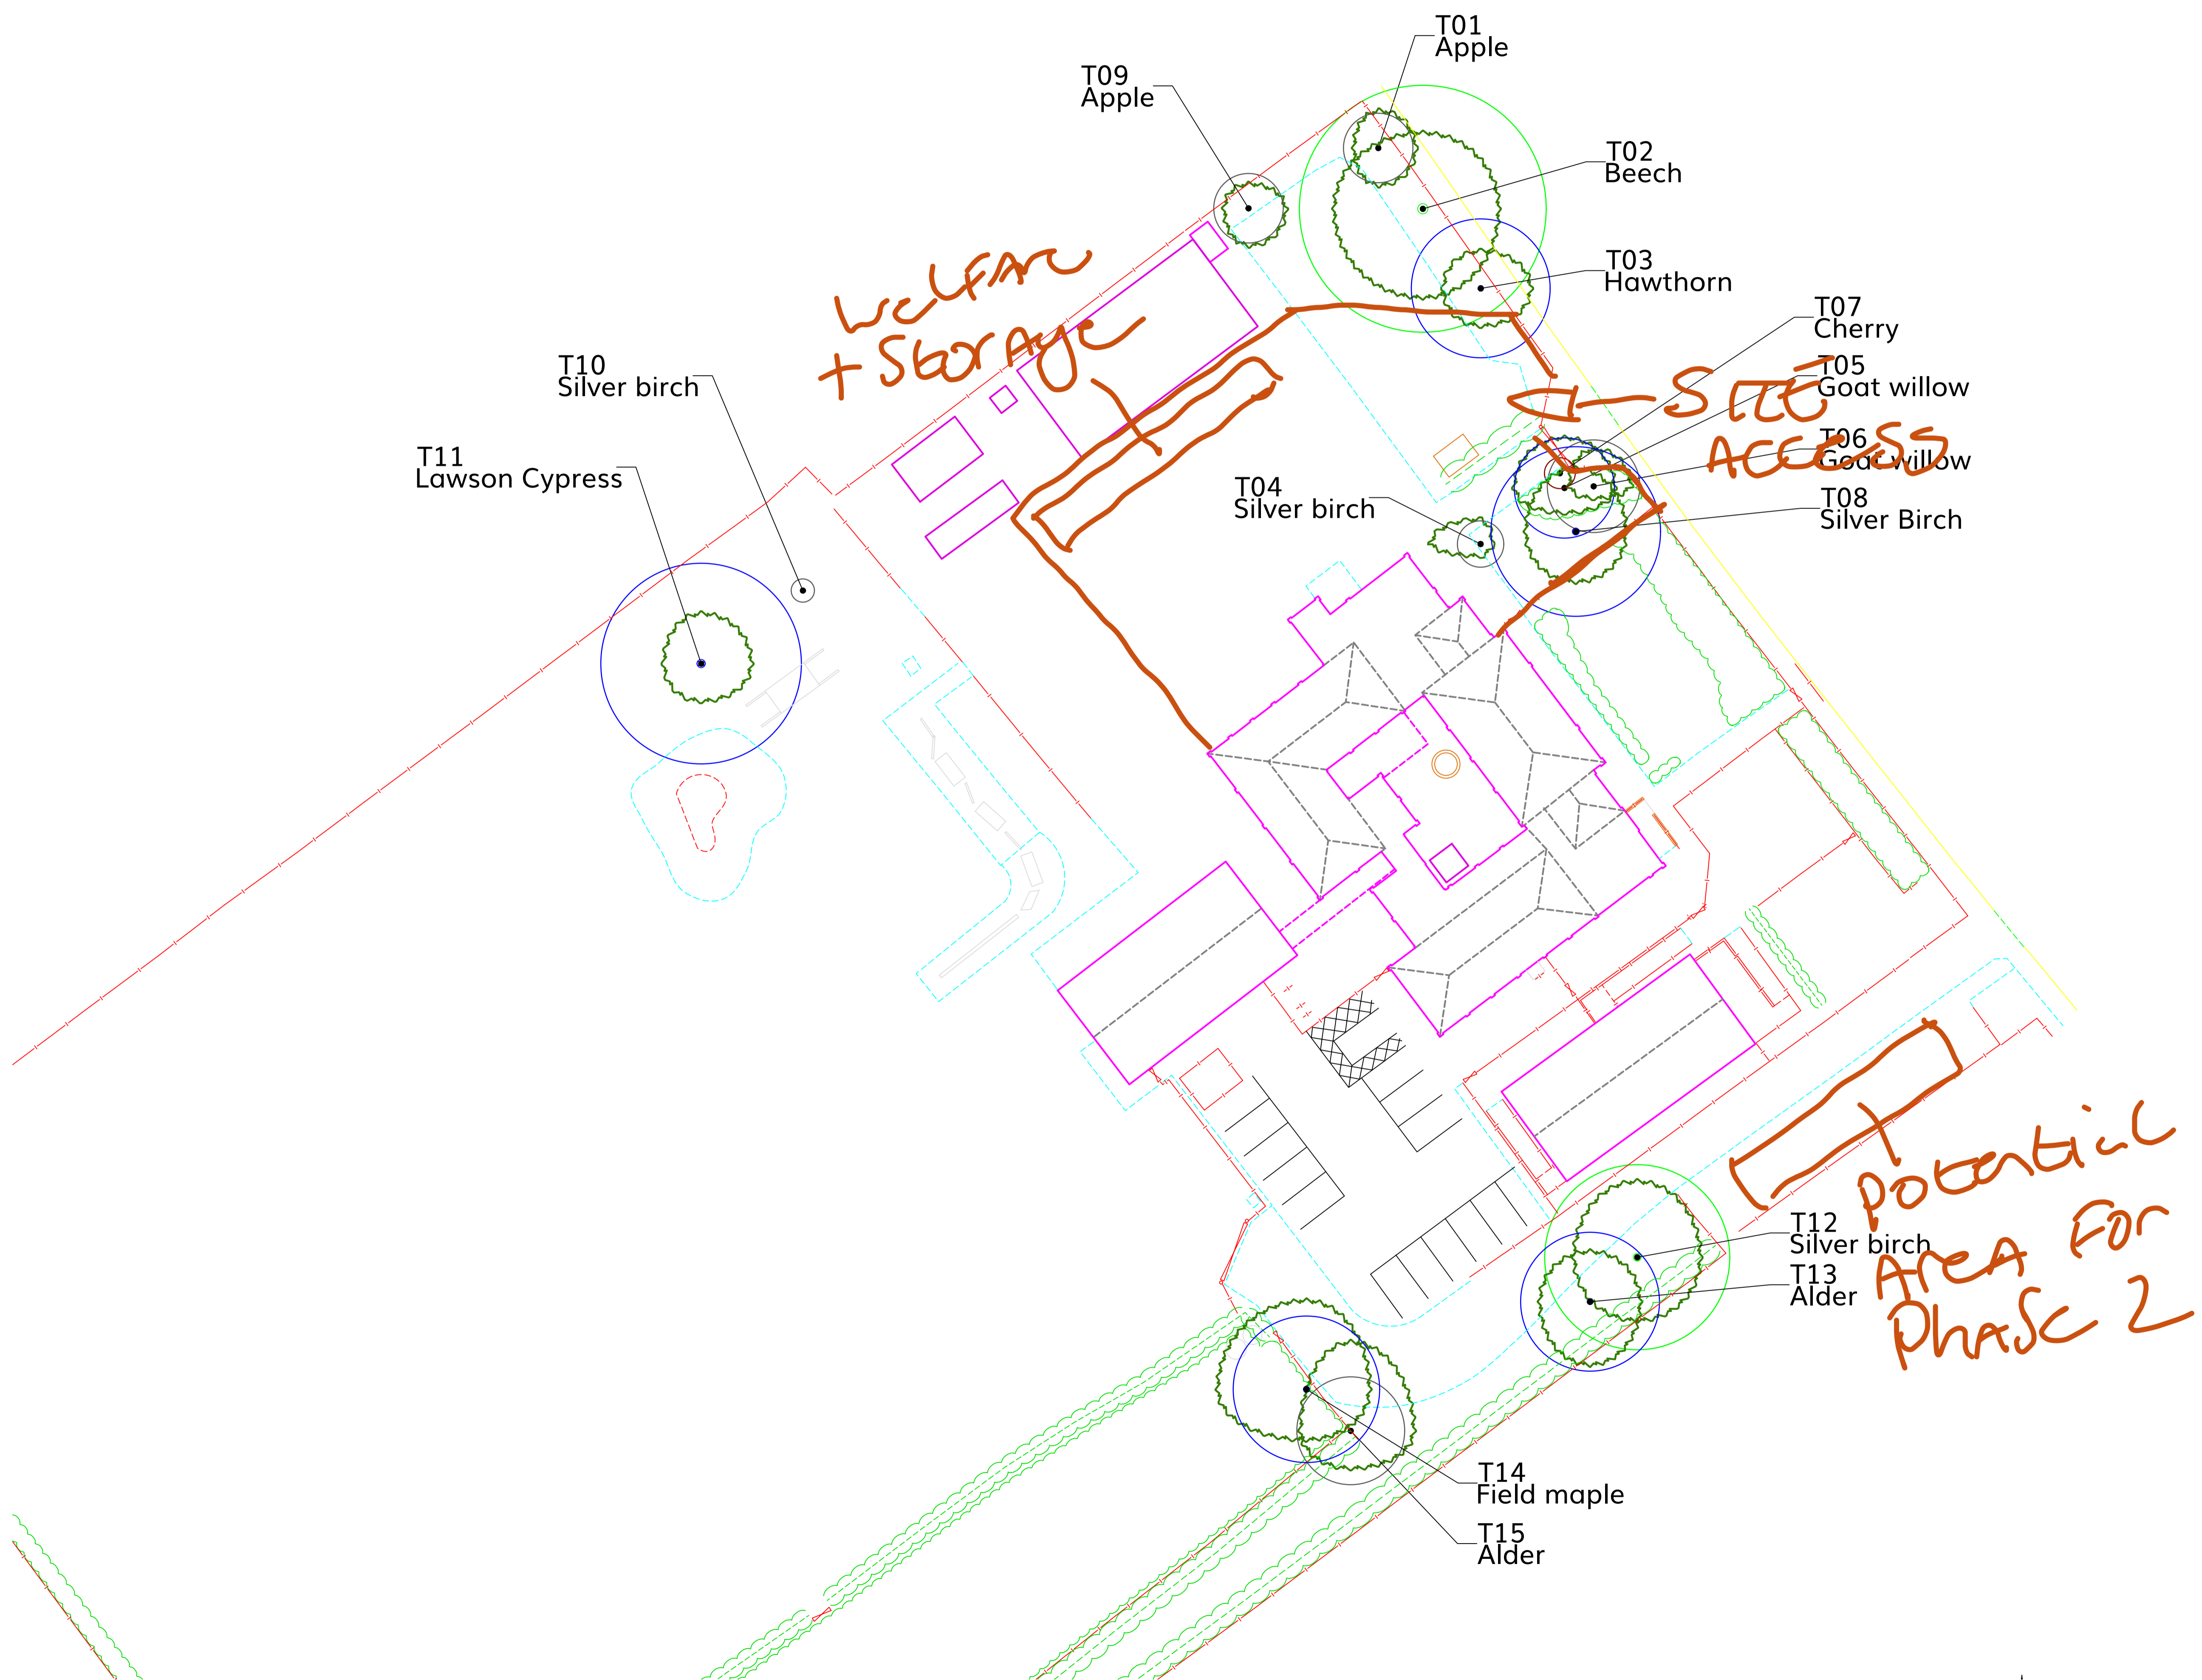 T01
Apple
T09
Apple
T02
Beech
T03
Hawthorn
welfare
+ Storage
T07
Cherry
T10
Silver birch
T05
Goat willow
SITE
ACCESS
T06
Goat willow
T11
Lawson Cypress
T04
Silver birch
T08
Silver Birch
potential
Area For
Phase 2
T12
Silver birch
T13
Alder
T14
Field maple
T15
Alder